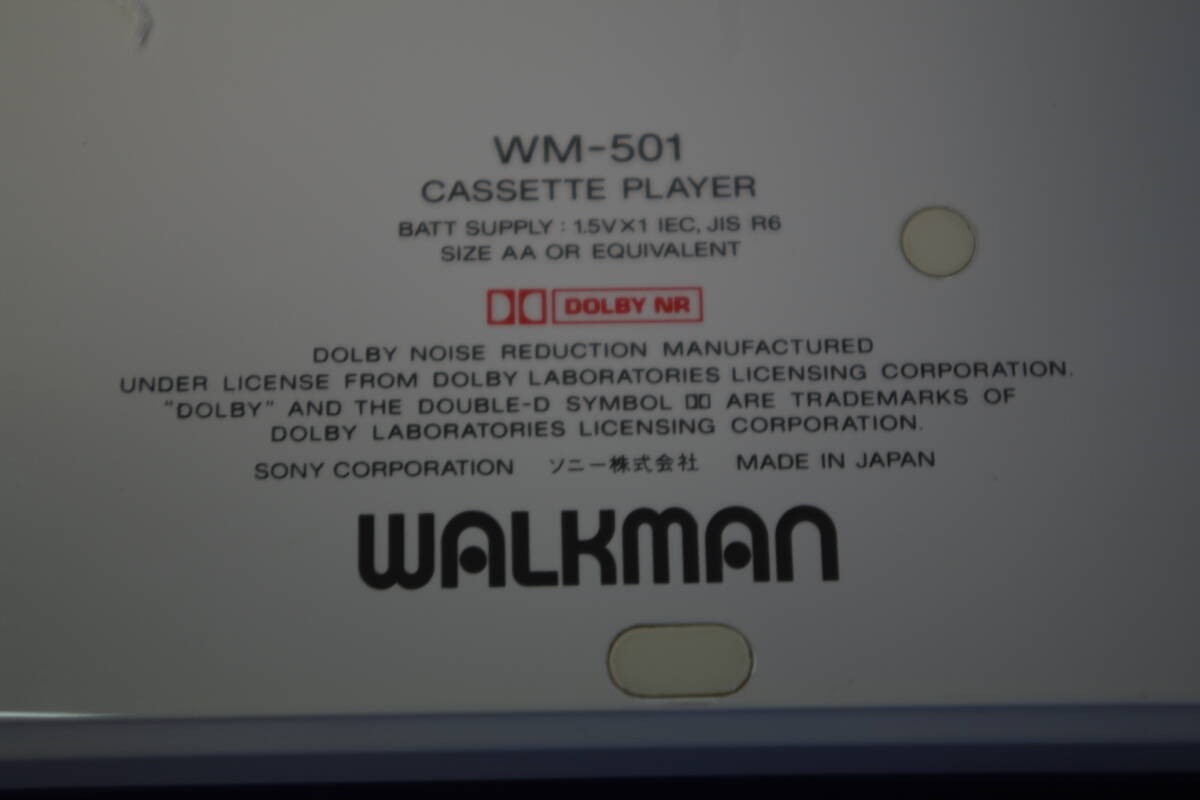 WM-501
CASSETTE PLAYER
BATT SUPPLY : 1.5VX1 IEC, JIS R6
SIZE AA OR EQUIVALENT
DOLBY NR
DOLBY NOISE REDUCTION MANUFACTURED
UNDER LICENSE FROM DOLBY LABORATORIES LICENSING CORPORATION.
"DOLBY" AND THE DOUBLE-D SYMBOL ARE TRADEMARKS OF
DOLBY LABORATORIES LICENSING CORPORATION.
SONY CORPORATION ソニー株式会社 MADE IN JAPAN
WALKMAN